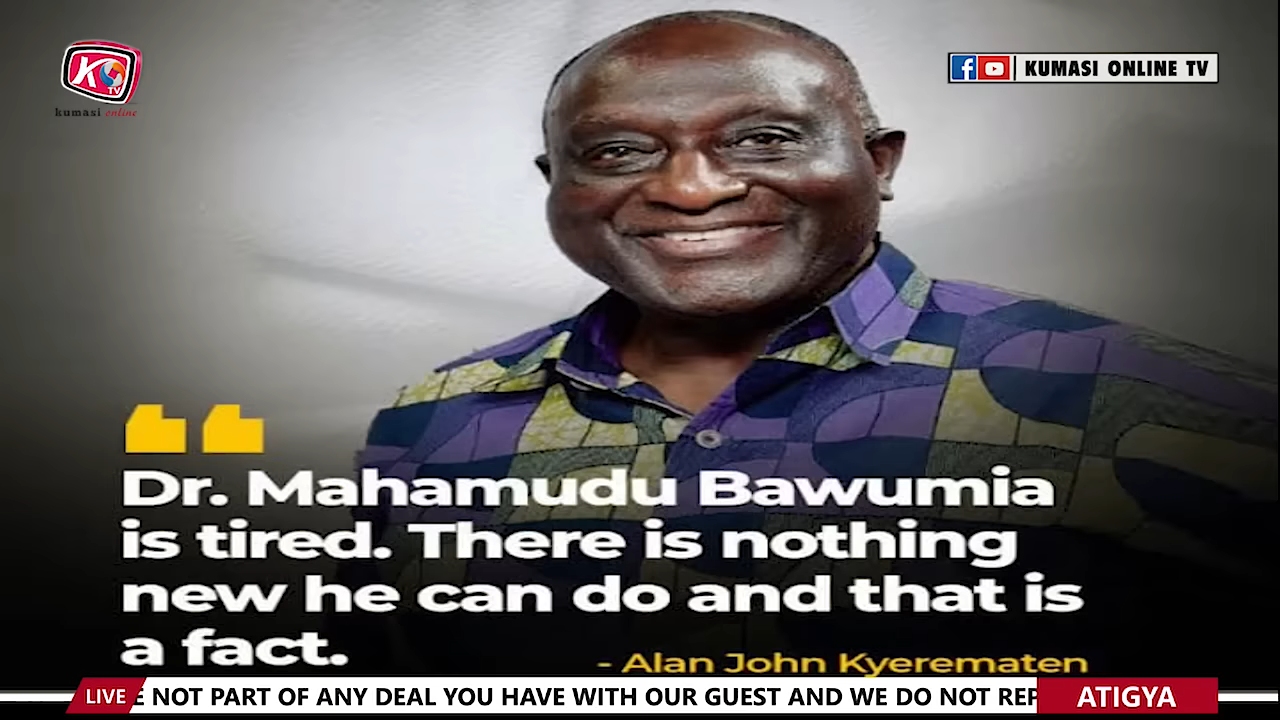 K
TV
kumasi online
KUMASI ONLINE TV
Dr. Mahamudu Bawumia
is tired. There is nothing
new he can do and that is
a fact.
- Alan John Kyerematen
LIVE
NOT PART OF ANY DEAL YOU HAVE WITH OUR GUEST AND WE DO NOT
ATIGYA